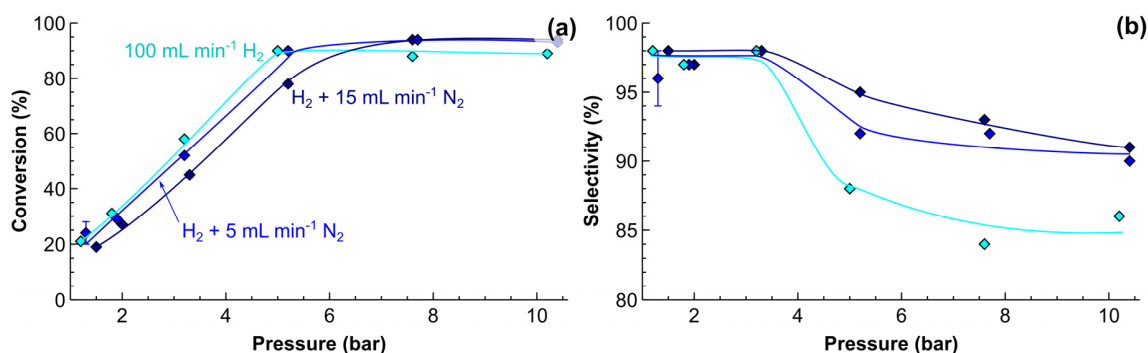 (a)
100 mL min⁻¹ H₂
H₂ + 15 mL min⁻¹ N₂
H₂ + 5 mL min⁻¹ N₂
Conversion (%)
100
80
60
40
20
0
2 4 6 8 10
Pressure (bar)
(b)
Selectivity (%)
100
95
90
85
80
2 4 6 8 10
Pressure (bar)